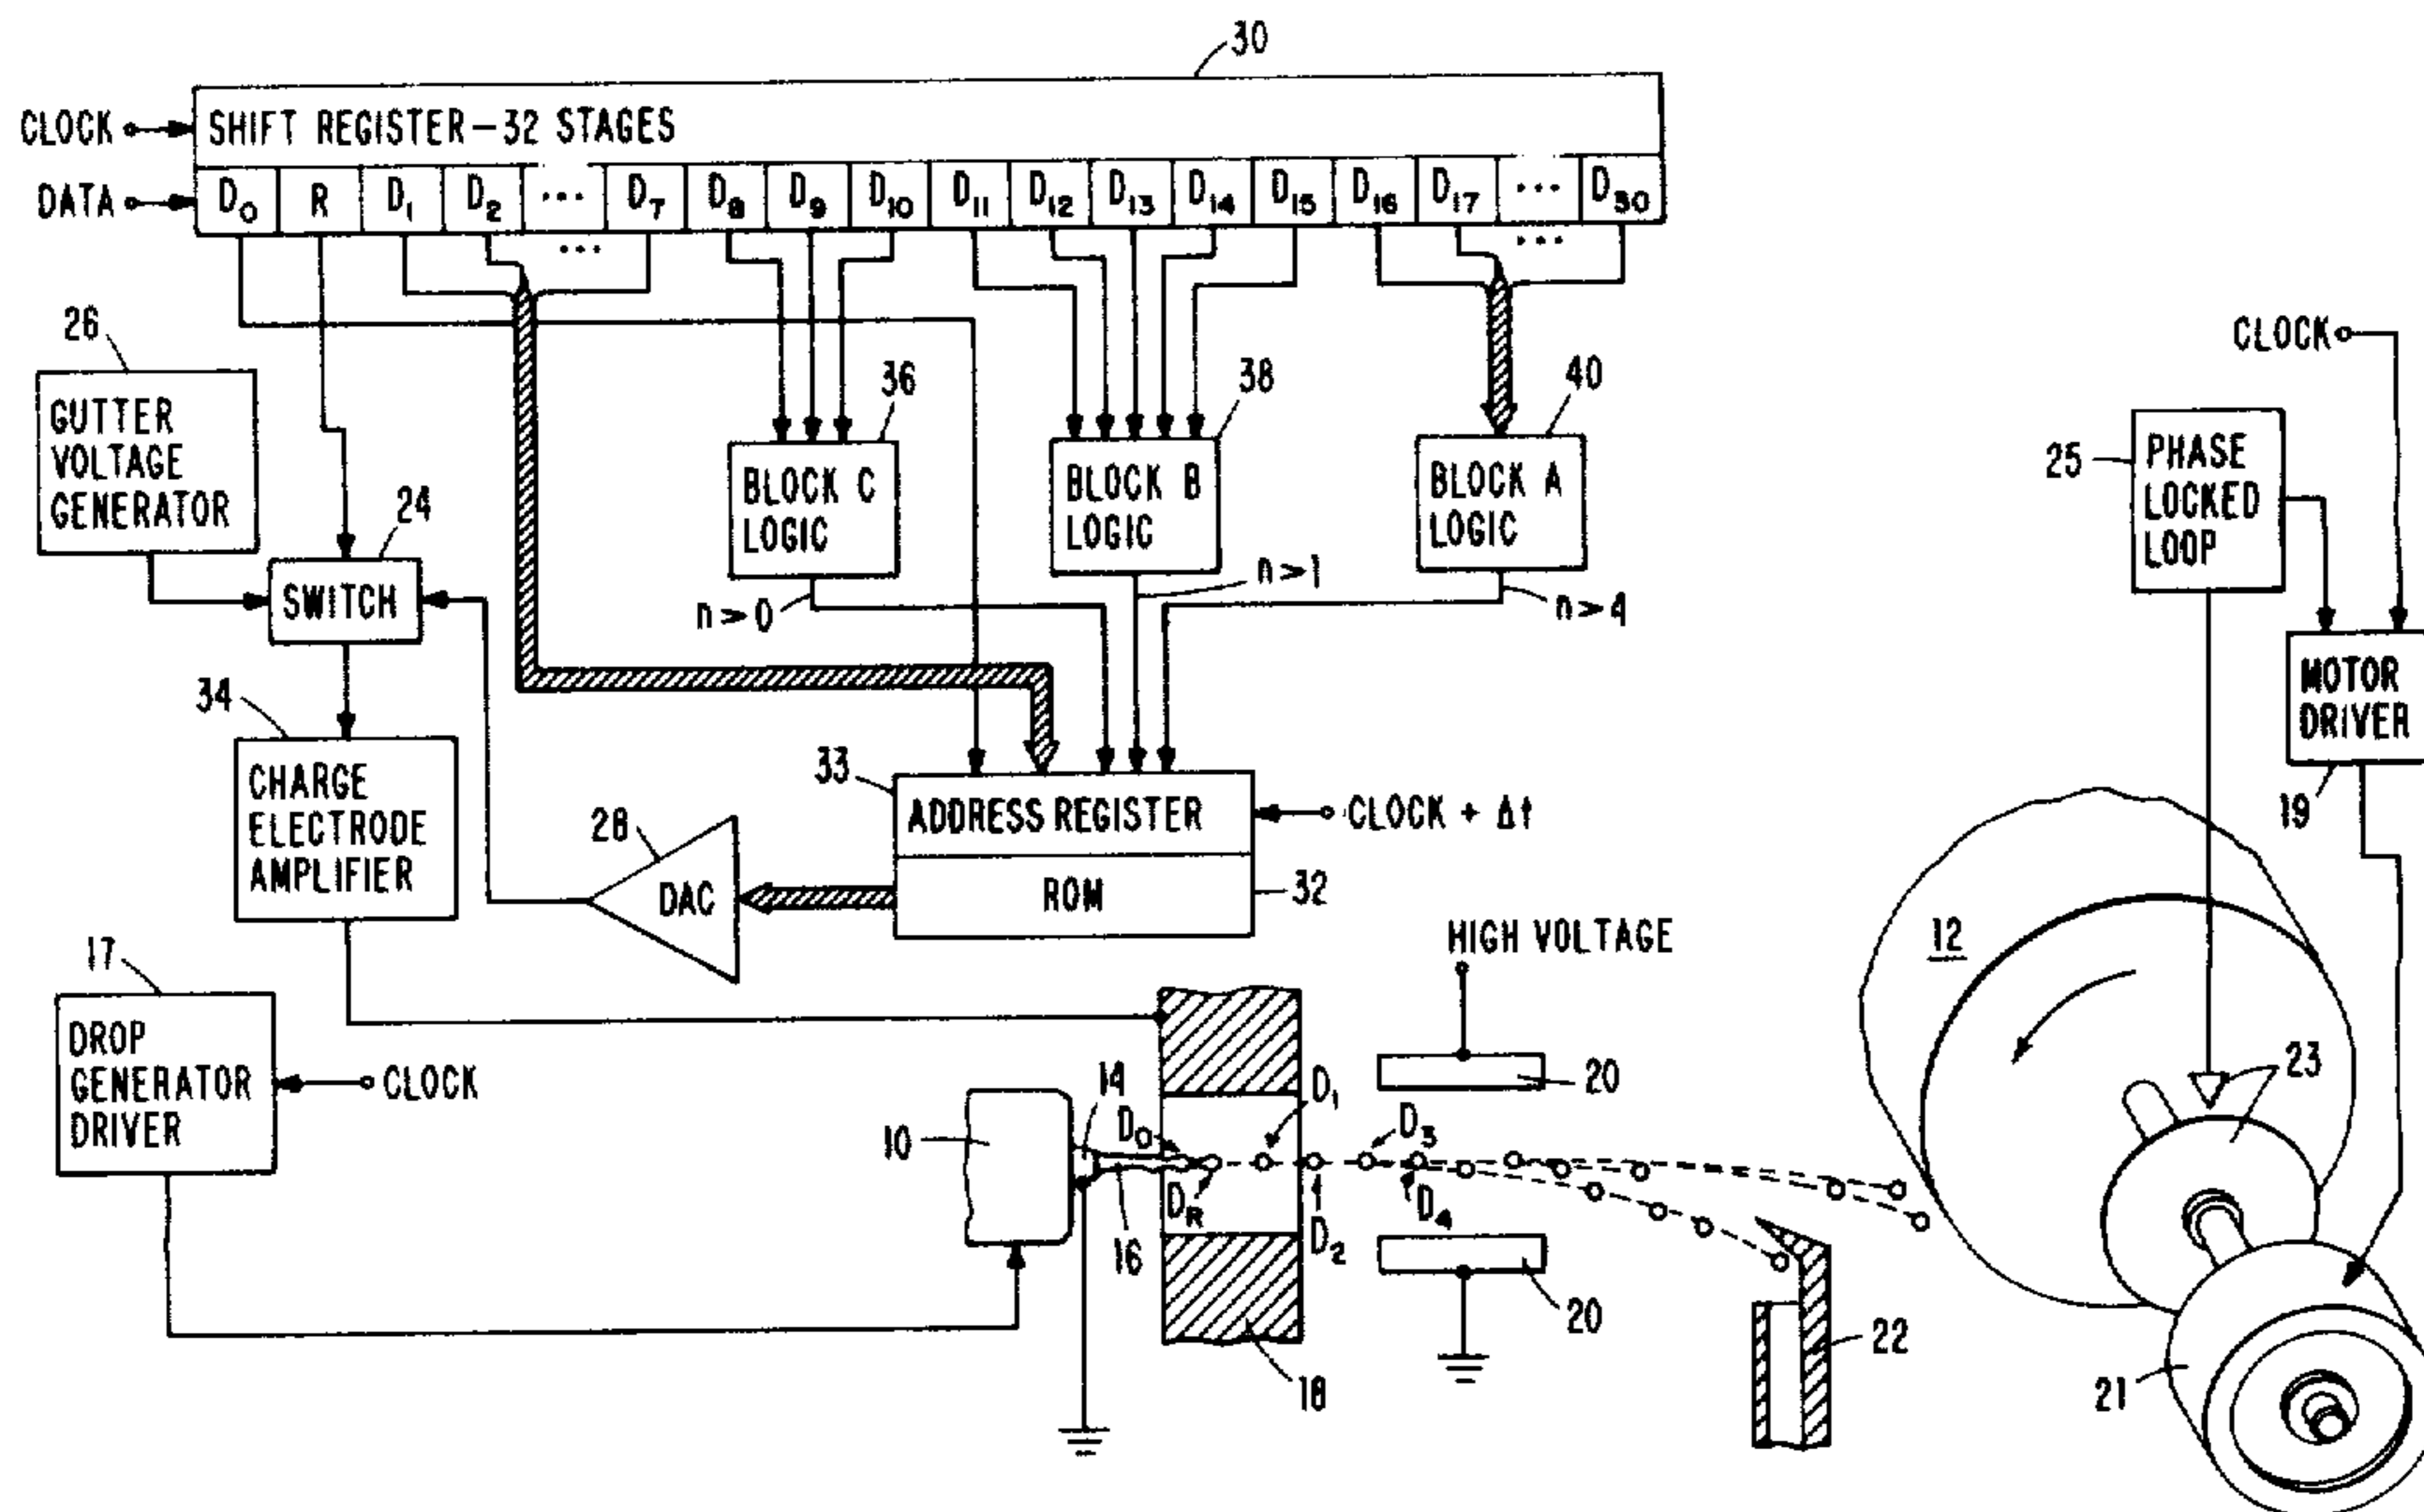 30
CLOCK
SHIFT REGISTER-32 STAGES
DATA
D0 R D1 D2 ... D7 D8 D9 D10 D11 D12 D13 D14 D15 D16 D17 ... D30
... ...
26
GUTTER
VOLTAGE
GENERATOR
24
SWITCH
36
BLOCK C
LOGIC
n>0
38
BLOCK B
LOGIC
n>1
40
BLOCK A
LOGIC
n>4
CLOCK
25
PHASE
LOCKED
LOOP
MOTOR
DRIVER
19
34
CHARGE
ELECTRODE
AMPLIFIER
28
DAC
33
ADDRESS REGISTER
CLOCK + Δt
ROM
32
HIGH VOLTAGE
12
17
DROP
GENERATOR
DRIVER
CLOCK
10
14
16
D0
DR
D1
D2
D3
D4
18
20
20
22
23
21